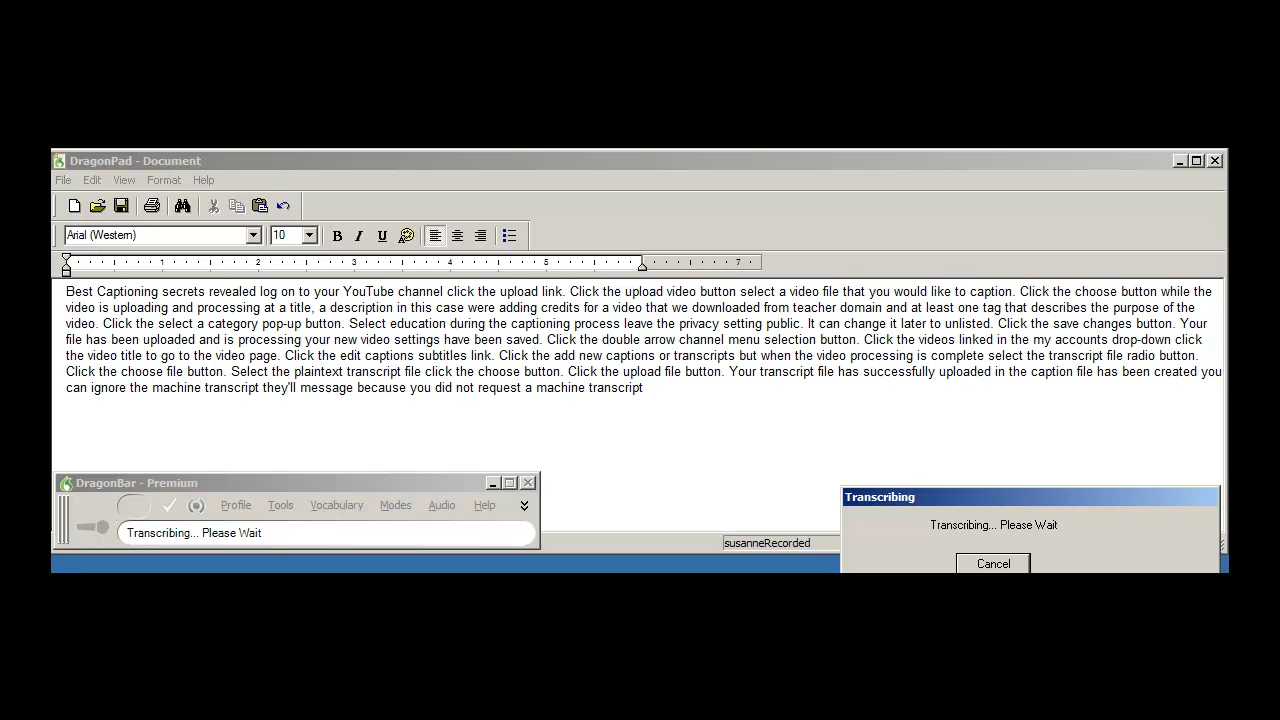 DragonPad - Document
File Edit View Format Help
Arial (Western) 10 B I U
1 2 3 4 5 7
Best Captioning secrets revealed log on to your YouTube channel click the upload link. Click the upload video button select a video file that you would like to caption. Click the choose button while the
video is uploading and processing at a title, a description in this case were adding credits for a video that we downloaded from teacher domain and at least one tag that describes the purpose of the
video. Click the select a category pop-up button. Select education during the captioning process leave the privacy setting public. It can change it later to unlisted. Click the save changes button. Your
file has been uploaded and is processing your new video settings have been saved. Click the double arrow channel menu selection button. Click the videos linked in the my accounts drop-down click
the video title to go to the video page. Click the edit captions subtitles link. Click the add new captions or transcripts but when the video processing is complete select the transcript file radio button.
Click the choose file button. Select the plaintext transcript file click the choose button. Click the upload file button. Your transcript file has successfully uploaded in the caption file has been created you
can ignore the machine transcript they'll message because you did not request a machine transcript
DragonBar - Premium
Profile Tools Vocabulary Modes Audio Help
Transcribing... Please Wait
susanneRecorded
Transcribing
Transcribing... Please Wait
Cancel